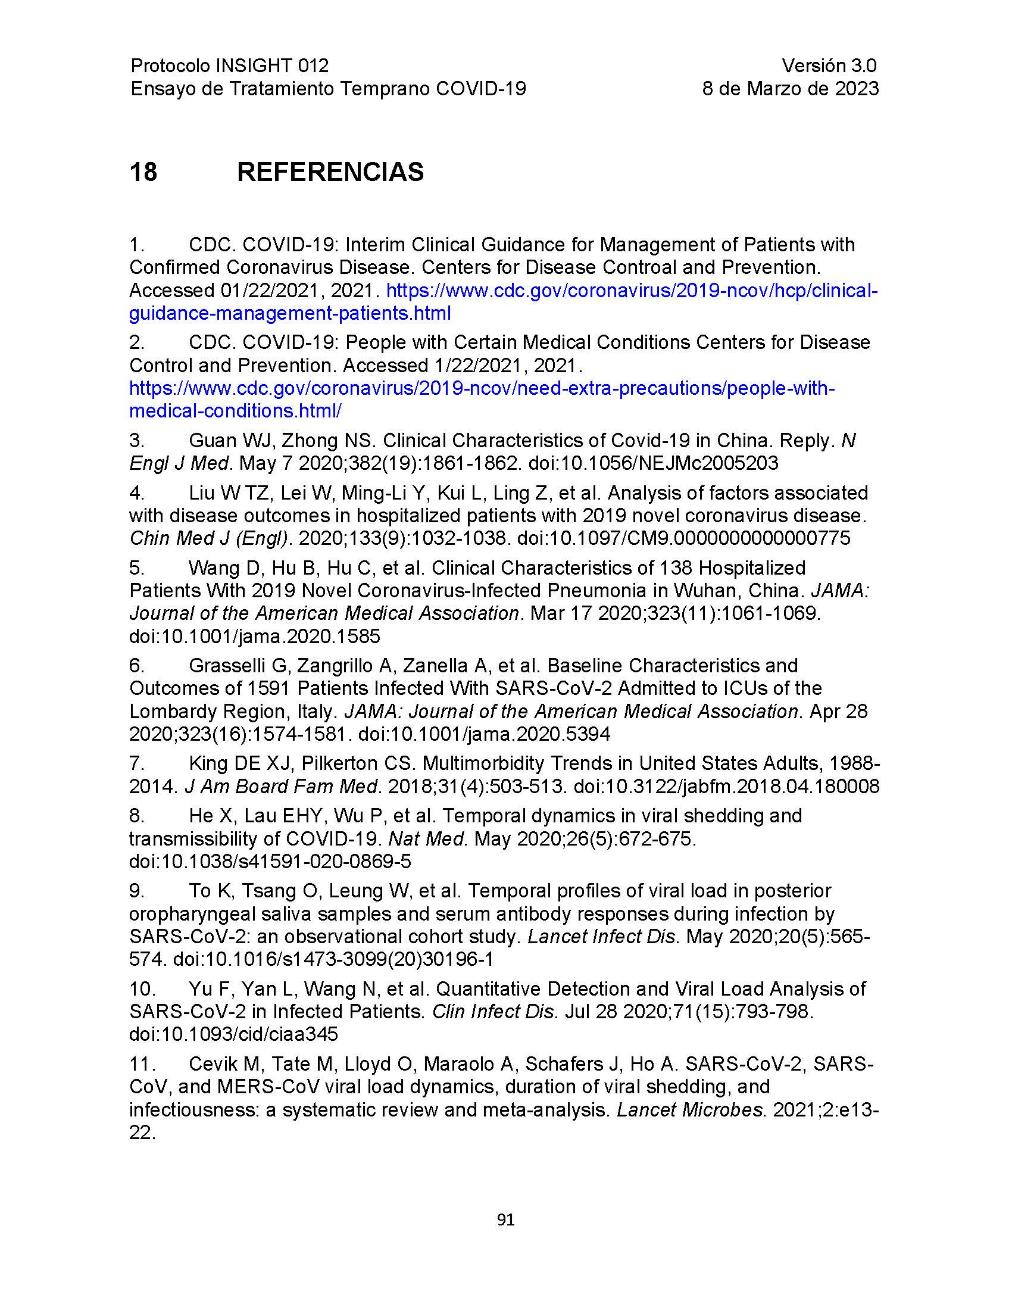 Protocolo INSIGHT 012 Versión 3.0
Ensayo de Tratamiento Temprano COVID-19 8 de Marzo de 2023
18 REFERENCIAS
1. CDC. COVID-19: Interim Clinical Guidance for Management of Patients with
Confirmed Coronavirus Disease. Centers for Disease Controal and Prevention.
Accessed 01/22/2021, 2021. https://www.cdc.gov/coronavirus/2019-ncov/hcp/clinical-
guidance-management-patients.html
2. CDC. COVID-19: People with Certain Medical Conditions Centers for Disease
Control and Prevention. Accessed 1/22/2021, 2021.
https://www.cdc.gov/coronavirus/2019-ncov/need-extra-precautions/people-with-
medical-conditions.html/
3. Guan WJ, Zhong NS. Clinical Characteristics of Covid-19 in China. Reply. N
Engl J Med. May 7 2020;382(19):1861-1862. doi:10.1056/NEJMc2005203
4. Liu W TZ, Lei W, Ming-Li Y, Kui L, Ling Z, et al. Analysis of factors associated
with disease outcomes in hospitalized patients with 2019 novel coronavirus disease.
Chin Med J (Engl). 2020;133(9):1032-1038. doi:10.1097/CM9.0000000000000775
5. Wang D, Hu B, Hu C, et al. Clinical Characteristics of 138 Hospitalized
Patients With 2019 Novel Coronavirus-Infected Pneumonia in Wuhan, China. JAMA:
Journal of the American Medical Association. Mar 17 2020;323(11):1061-1069.
doi:10.1001/jama.2020.1585
6. Grasselli G, Zangrillo A, Zanella A, et al. Baseline Characteristics and
Outcomes of 1591 Patients Infected With SARS-CoV-2 Admitted to ICUs of the
Lombardy Region, Italy. JAMA: Journal of the American Medical Association. Apr 28
2020;323(16):1574-1581. doi:10.1001/jama.2020.5394
7. King DE XJ, Pilkerton CS. Multimorbidity Trends in United States Adults, 1988-
2014. J Am Board Fam Med. 2018;31(4):503-513. doi:10.3122/jabfm.2018.04.180008
8. He X, Lau EHY, Wu P, et al. Temporal dynamics in viral shedding and
transmissibility of COVID-19. Nat Med. May 2020;26(5):672-675.
doi:10.1038/s41591-020-0869-5
9. To K, Tsang O, Leung W, et al. Temporal profiles of viral load in posterior
oropharyngeal saliva samples and serum antibody responses during infection by
SARS-CoV-2: an observational cohort study. Lancet Infect Dis. May 2020;20(5):565-
574. doi:10.1016/s1473-3099(20)30196-1
10. Yu F, Yan L, Wang N, et al. Quantitative Detection and Viral Load Analysis of
SARS-CoV-2 in Infected Patients. Clin Infect Dis. Jul 28 2020;71(15):793-798.
doi:10.1093/cid/ciaa345
11. Cevik M, Tate M, Lloyd O, Maraolo A, Schafers J, Ho A. SARS-CoV-2, SARS-
CoV, and MERS-CoV viral load dynamics, duration of viral shedding, and
infectiousness: a systematic review and meta-analysis. Lancet Microbes. 2021;2:e13-
22.
91